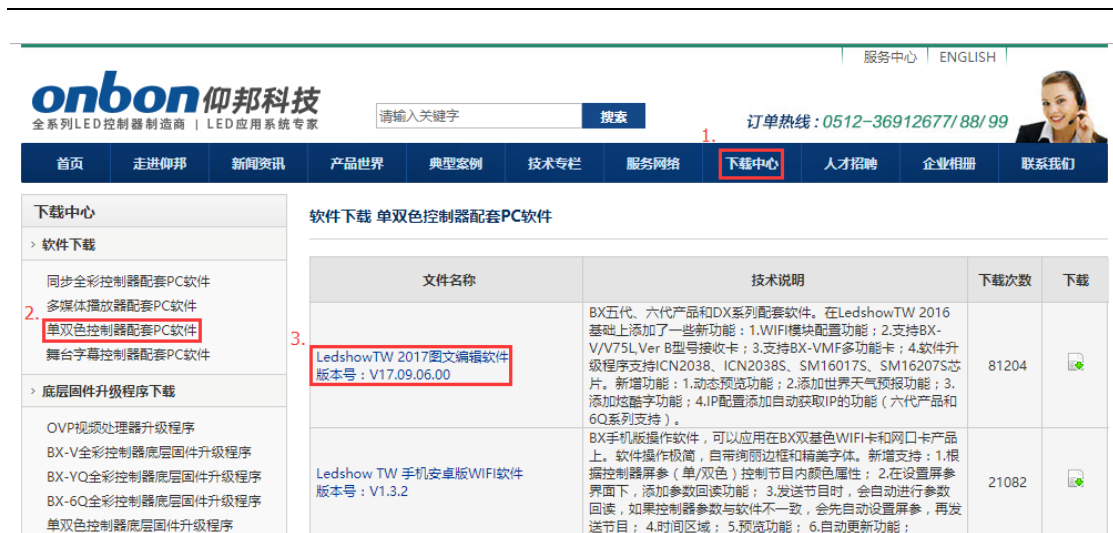 服务中心 ENGLISH
onbon 仰邦科技
全系列LED控制器制造商 | LED应用系统专家
请输入关键字 搜索
订单热线：0512-36912677/ 88/ 99
1.
首页 走进仰邦 新闻资讯 产品世界 典型案例 技术专栏 服务网络 下载中心 人才招聘 企业相册 联系我们
下载中心
软件下载
同步全彩控制器配套PC软件
多媒体播放器配套PC软件
2.
单双色控制器配套PC软件
舞台字幕控制器配套PC软件
底层固件升级程序下载
OVP视频处理器升级程序
BX-V全彩控制器底层固件升级程序
BX-YQ全彩控制器底层固件升级程序
BX-6Q全彩控制器底层固件升级程序
单双色控制器底层固件升级程序
软件下载 单双色控制器配套PC软件
文件名称 技术说明 下载次数 下载
3.
LedshowTW 2017图文编辑软件
版本号：V17.09.06.00
BX五代、六代产品和DX系列配套软件。在LedshowTW 2016
基础上添加了一些新功能：1.WIFI模块配置功能；2.支持BX-
V/V75L,Ver B型号接收卡；3.支持BX-VMF多功能卡；4.软件升
级程序支持ICN2038、ICN2038S、SM16017S、SM16207S芯
片。新增功能：1.动态预览功能；2.添加世界天气预报功能；3.
添加炫酷字功能；4.IP配置添加自动获取IP的功能（六代产品和
6Q系列支持）。
81204
Ledshow TW 手机安卓版WIFI软件
版本号：V1.3.2
BX手机版操作软件，可以应用在BX双基色WIFI卡和网口卡产品
上。软件操作极简，自带绚丽边框和精美字体。新增支持：1.根
据控制器屏参（单/双色）控制节目内颜色属性； 2.在设置屏参
界面下，添加参数回读功能； 3.发送节目时，会自动进行参数
回读，如果控制器参数与软件不一致，会先自动设置屏参，再发
送节目； 4.时间区域； 5.预览功能； 6.自动更新功能；
21082